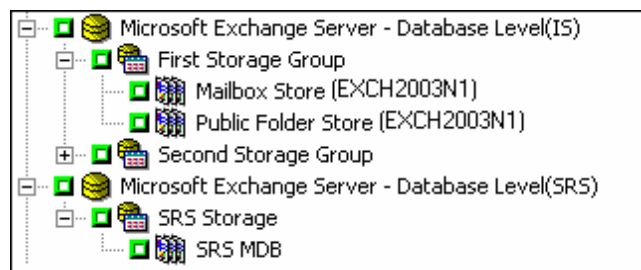 Microsoft Exchange Server - Database Level(IS)
First Storage Group
Mailbox Store (EXCH2003N1)
Public Folder Store (EXCH2003N1)
Second Storage Group
Microsoft Exchange Server - Database Level(SRS)
SRS Storage
SRS MDB